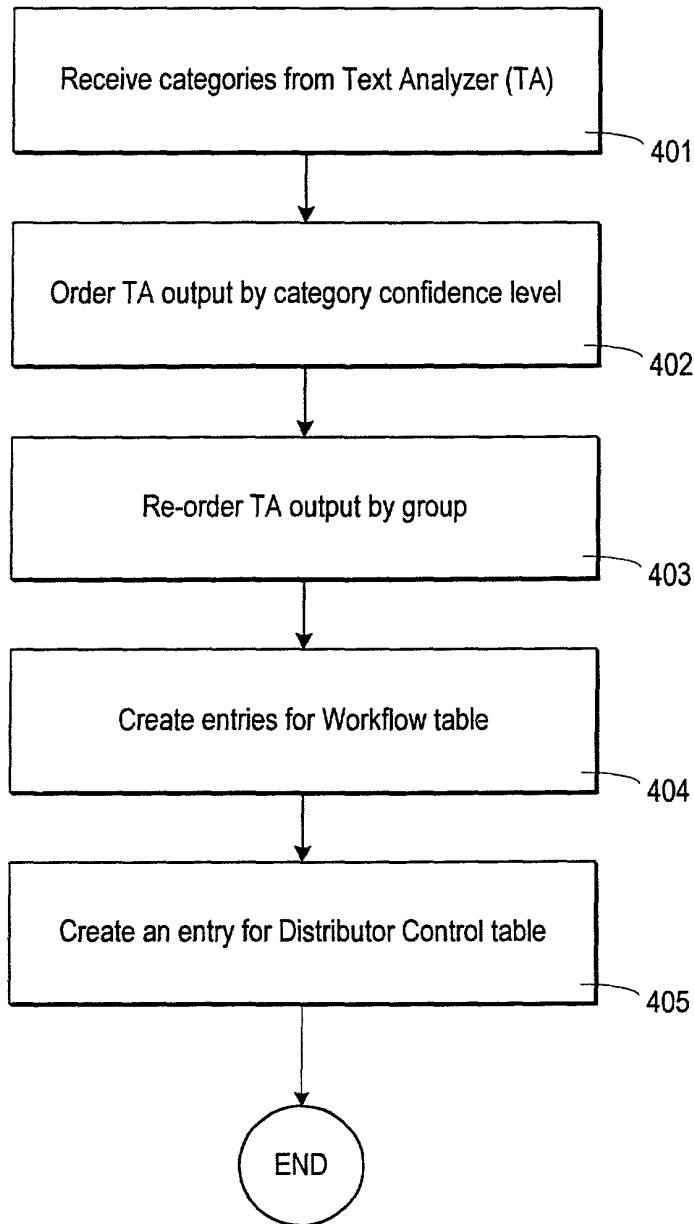 Receive categories from Text Analyzer (TA)
401
Order TA output by category confidence level
402
Re-order TA output by group
403
Create entries for Workflow table
404
Create an entry for Distributor Control table
405
END